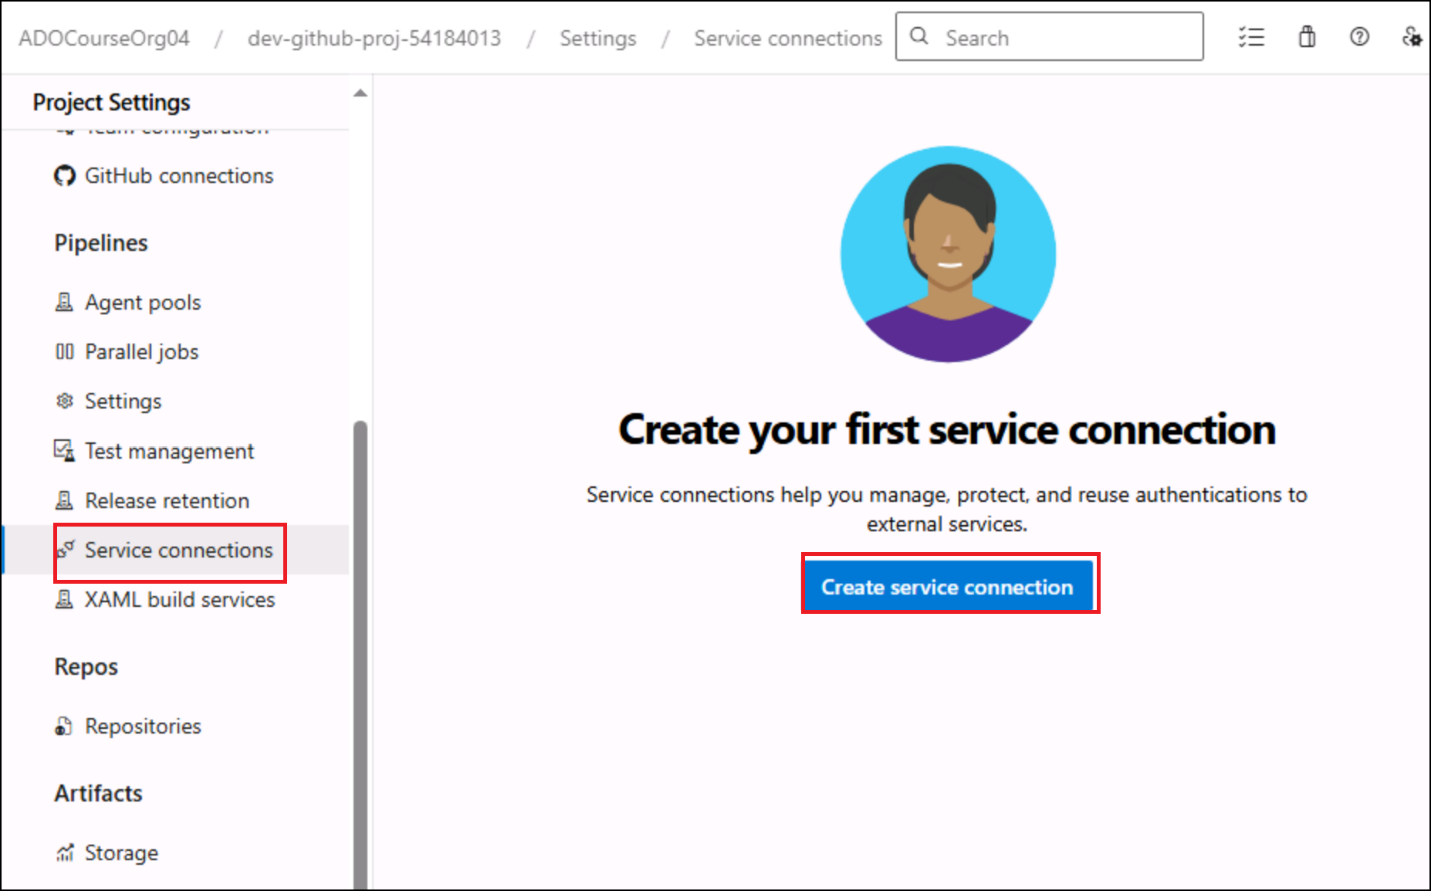 ADOCourseOrg04 / dev-github-proj-54184013 / Settings / Service connections
Search
Project Settings
Team configuration
GitHub connections
Pipelines
Agent pools
Parallel jobs
Settings
Test management
Release retention
Service connections
XAML build services
Repos
Repositories
Artifacts
Storage
Create your first service connection
Service connections help you manage, protect, and reuse authentications to
external services.
Create service connection